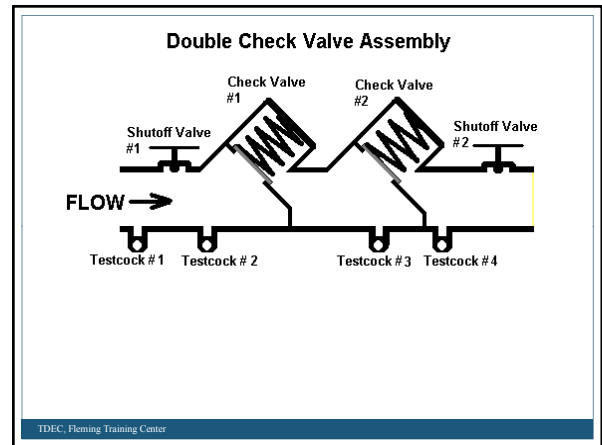 Double Check Valve Assembly
Check Valve
#1
Check Valve
#2
Shutoff Valve
#1
Shutoff Valve
#2
FLOW
Testcock #1
Testcock # 2
Testcock #3
Testcock #4
TDEC, Fleming Training Center